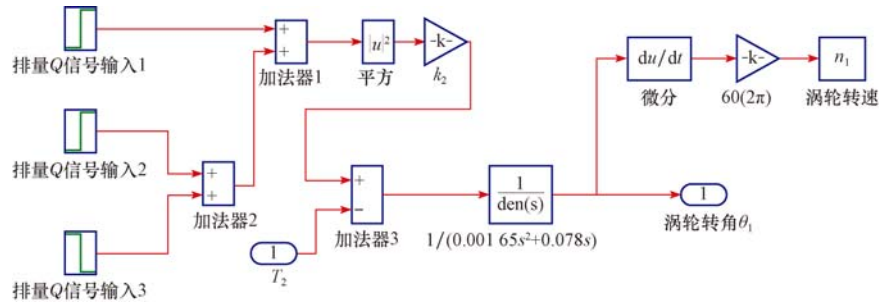 排量Q信号输入1
+
+
加法器1
|u|²
平方
-k-
k₂
du/dt
微分
-k-
60(2π)
n₁
涡轮转速
排量Q信号输入2
+
+
加法器2
排量Q信号输入3
1
T₂
+
−
加法器3
1
den(s)
1/(0.001 65s²+0.078s)
1
涡轮转角θ₁